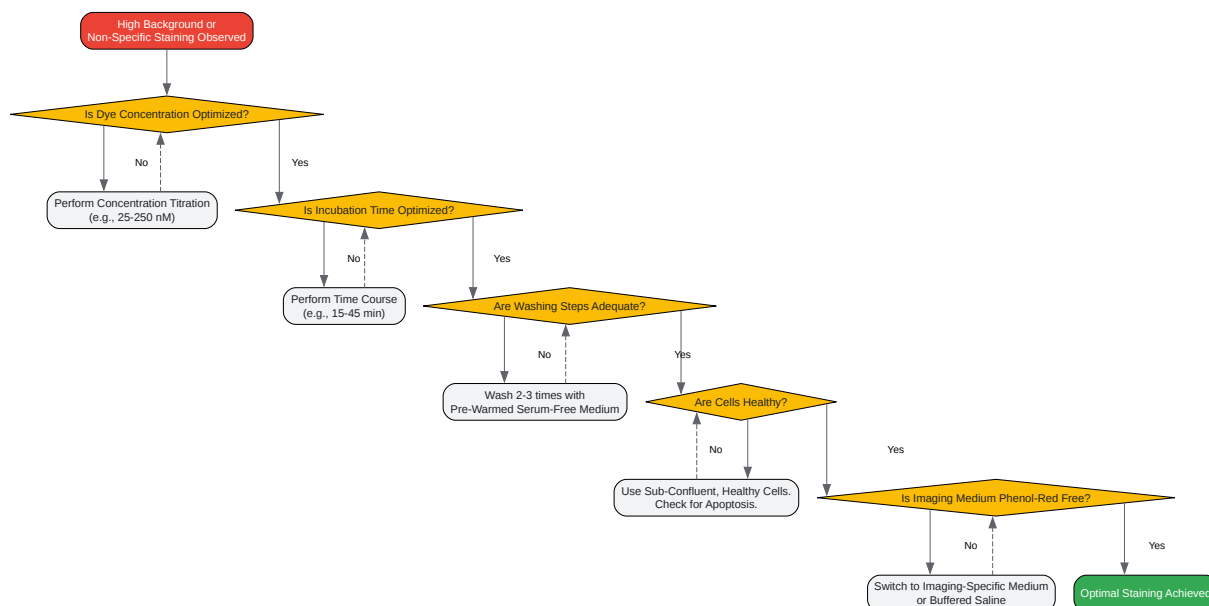 High Background or
Non-Specific Staining Observed
Is Dye Concentration Optimized?
No
Yes
Perform Concentration Titration
(e.g., 25-250 nM)
Is Incubation Time Optimized?
No
Yes
Perform Time Course
(e.g., 15-45 min)
Are Washing Steps Adequate?
No
Yes
Wash 2-3 times with
Pre-Warmed Serum-Free Medium
Are Cells Healthy?
No
Yes
Use Sub-Confluent, Healthy Cells.
Check for Apoptosis.
Is Imaging Medium Phenol-Red Free?
No
Yes
Switch to Imaging-Specific Medium
or Buffered Saline
Optimal Staining Achieved